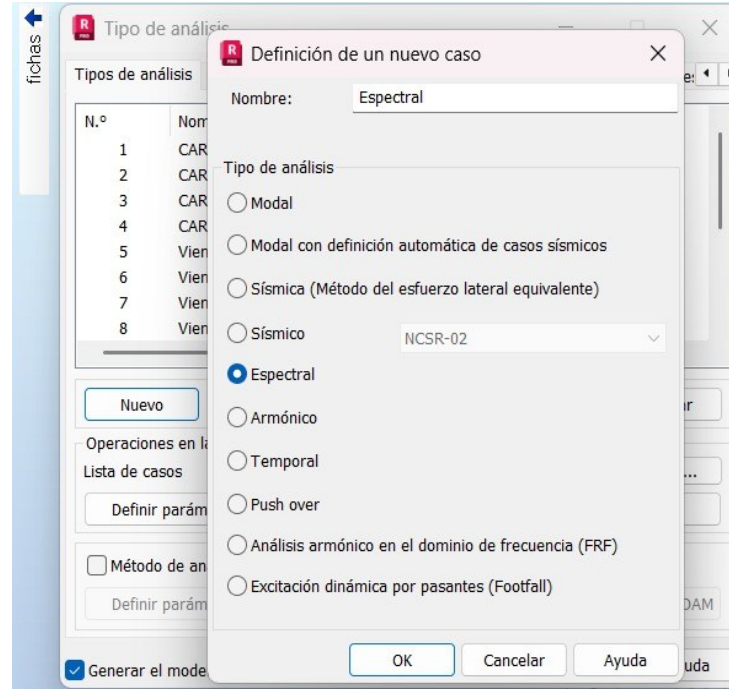 fichas
Tipo de análisis
Tipos de análisis
N.º Nom
1 CAR
2 CAR
3 CAR
4 CAR
5 Vien
6 Vien
7 Vien
8 Vien
Nuevo
Operaciones en la
Lista de casos
...
Definir parám
Método de an
Definir parám
DAM
Generar el mode
uda
R
PRO
Definición de un nuevo caso
Nombre: Espectral
Tipo de análisis
Modal
Modal con definición automática de casos sísmicos
Sísmica (Método del esfuerzo lateral equivalente)
Sísmico NCSR-02
Espectral
Armónico
Temporal
Push over
Análisis armónico en el dominio de frecuencia (FRF)
Excitación dinámica por pasantes (Footfall)
OK Cancelar Ayuda